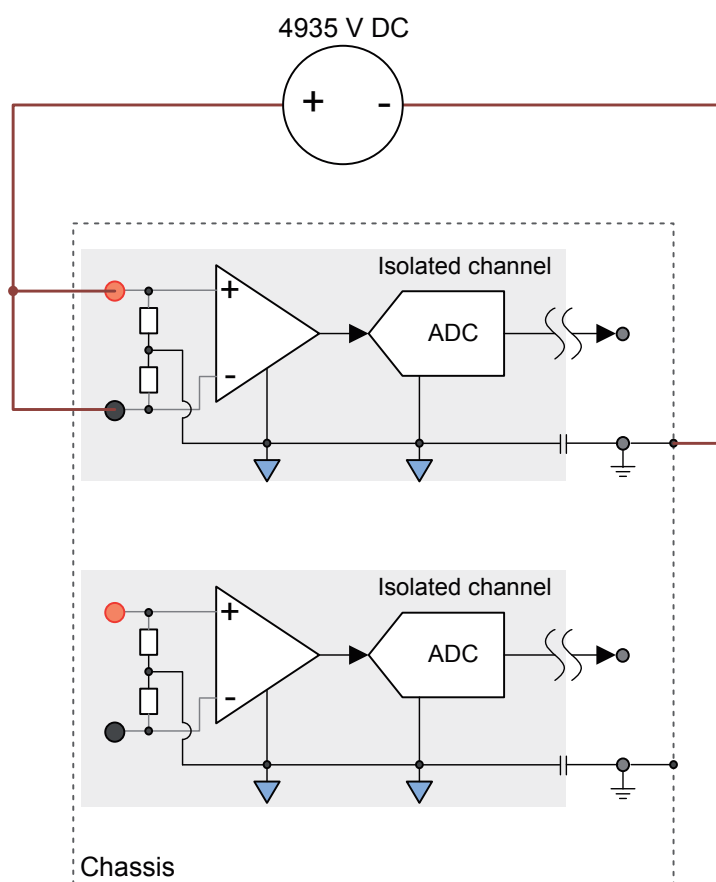 4935 V DC
+ -
Isolated channel
+
ADC
-
Isolated channel
+
ADC
-
Chassis